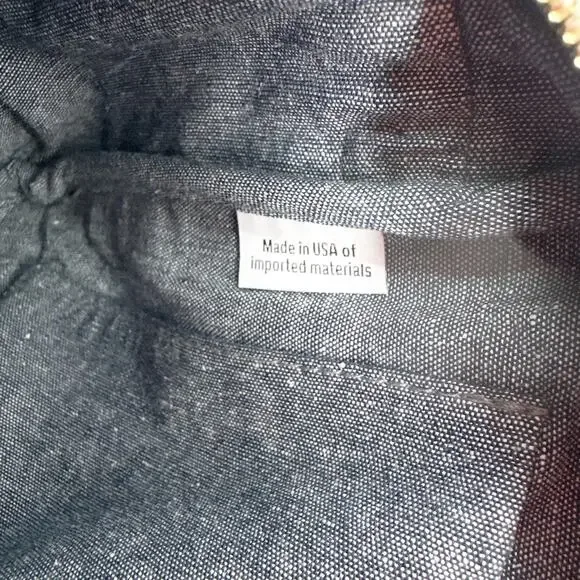 Made in USA of
imported materials